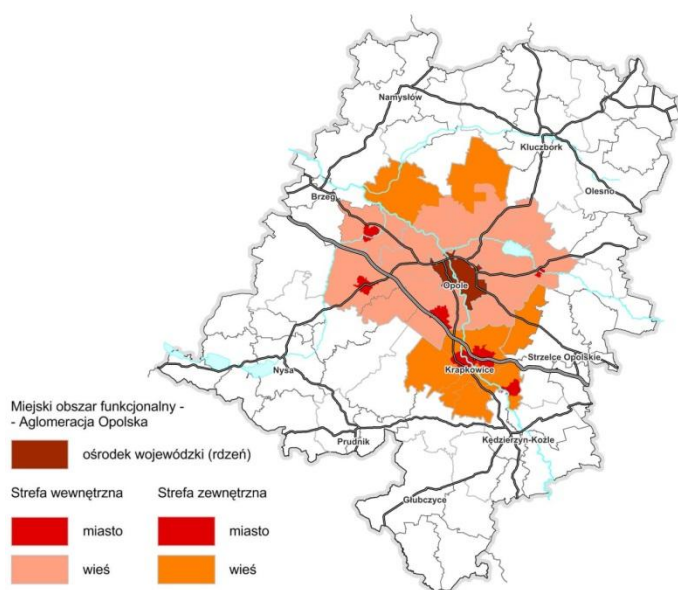 Namysłów
Kluczbork
Olesno
Brzeg
Opole
Strzelce Opolskie
Krapkowice
Nysa
Prudnik
Kędzierzyn-Koźle
Głubczyce
Miejski obszar funkcjonalny -
- Aglomeracja Opolska
ośrodek wojewódzki (rdzeń)
Strefa wewnętrzna Strefa zewnętrzna
miasto miasto
wieś wieś